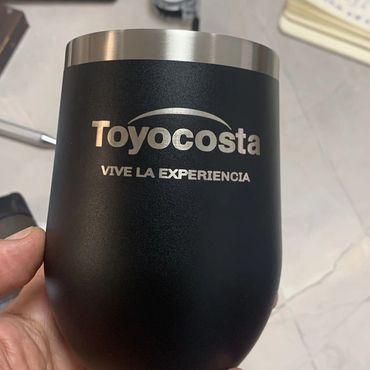 Toyocosta
VIVE LA EXPERIENCIA